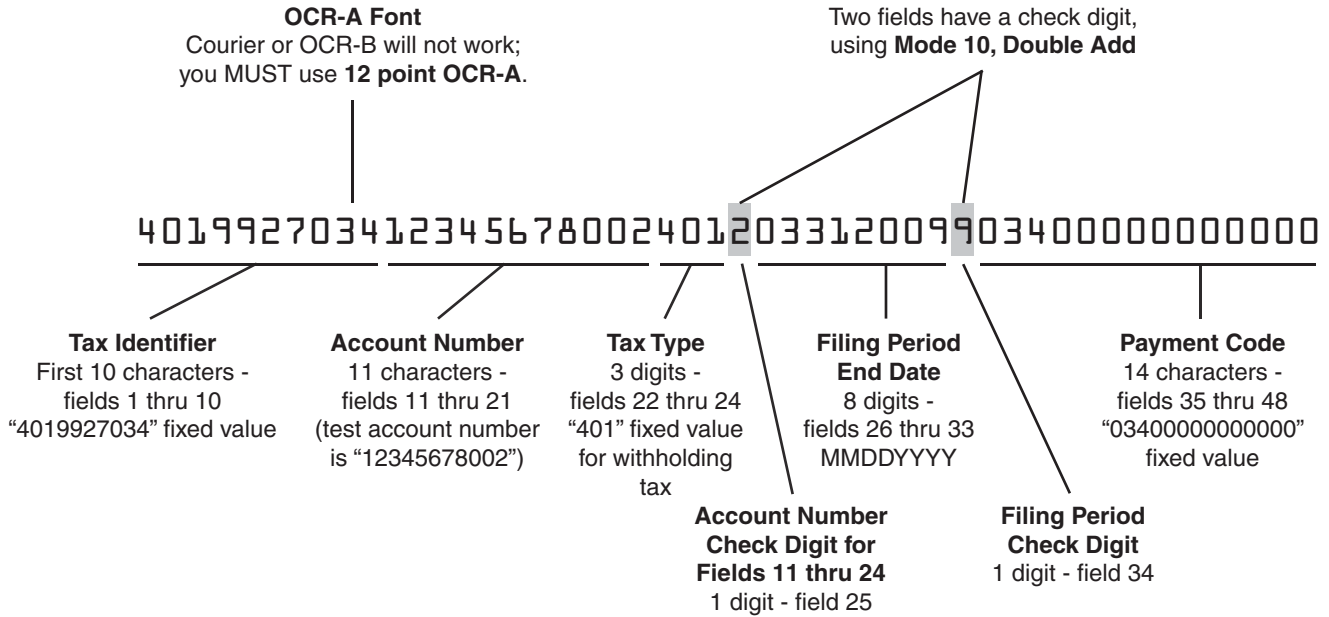 OCR-A Font
Courier or OCR-B will not work;
you MUST use 12 point OCR-A.
Two fields have a check digit,
using Mode 10, Double Add
401992703412345678002401203312009903400000000000
Tax Identifier
First 10 characters -
fields 1 thru 10
“4019927034” fixed value
Account Number
11 characters -
fields 11 thru 21
(test account number
is “12345678002”)
Tax Type
3 digits -
fields 22 thru 24
“401” fixed value
for withholding
tax
Filing Period
End Date
8 digits -
fields 26 thru 33
MMDDYYYY
Payment Code
14 characters -
fields 35 thru 48
“03400000000000”
fixed value
Account Number
Check Digit for
Fields 11 thru 24
1 digit - field 25
Filing Period
Check Digit
1 digit - field 34